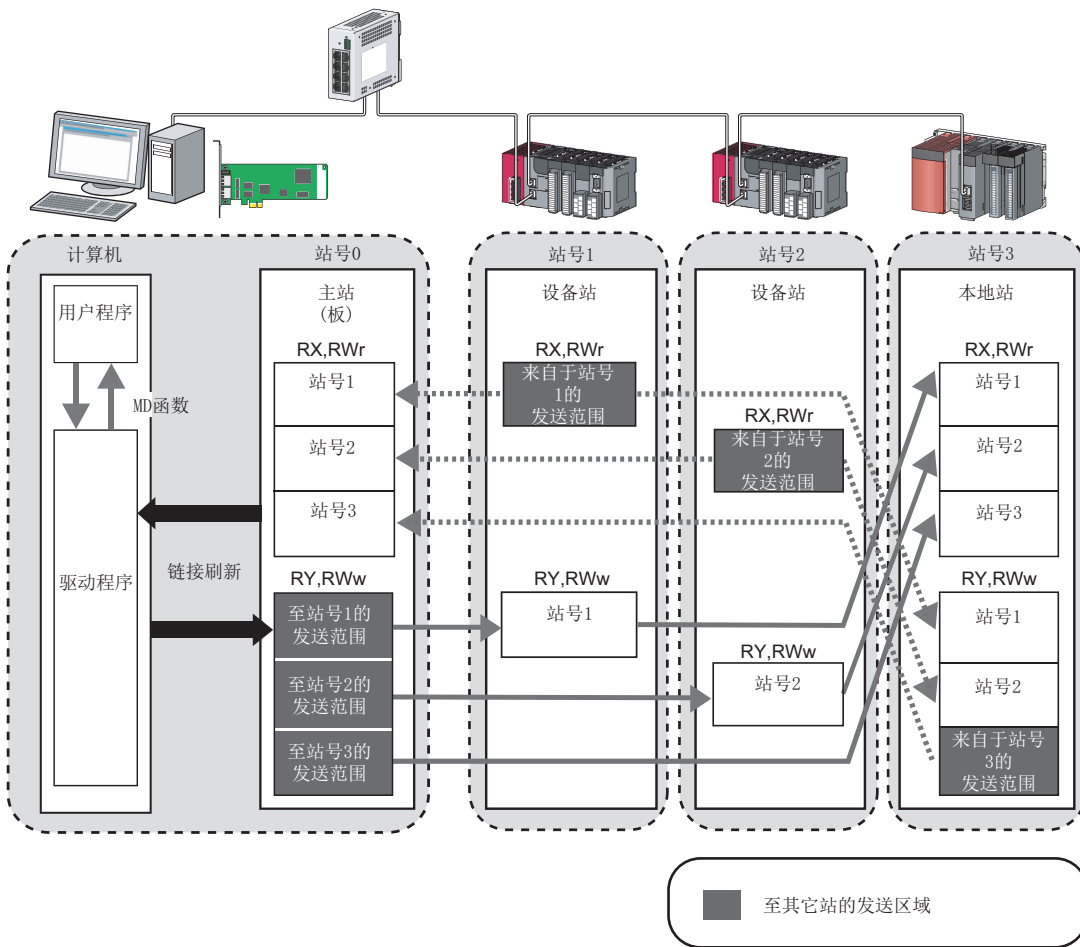 计算机
用户程序
MD函数
驱动程序
链接刷新
站号0
主站
(板)
RX,RWr
站号1
站号2
站号3
RY,RWw
至站号1的
发送范围
至站号2的
发送范围
至站号3的
发送范围
站号1
设备站
RX,RWr
来自于站号
1的
发送范围
RY,RWw
站号1
站号2
设备站
RX,RWr
来自于站号
2的
发送范围
RY,RWw
站号2
站号3
本地站
RX,RWr
站号1
站号2
站号3
RY,RWw
站号1
站号2
来自于站号
3的
发送范围
至其它站的发送区域